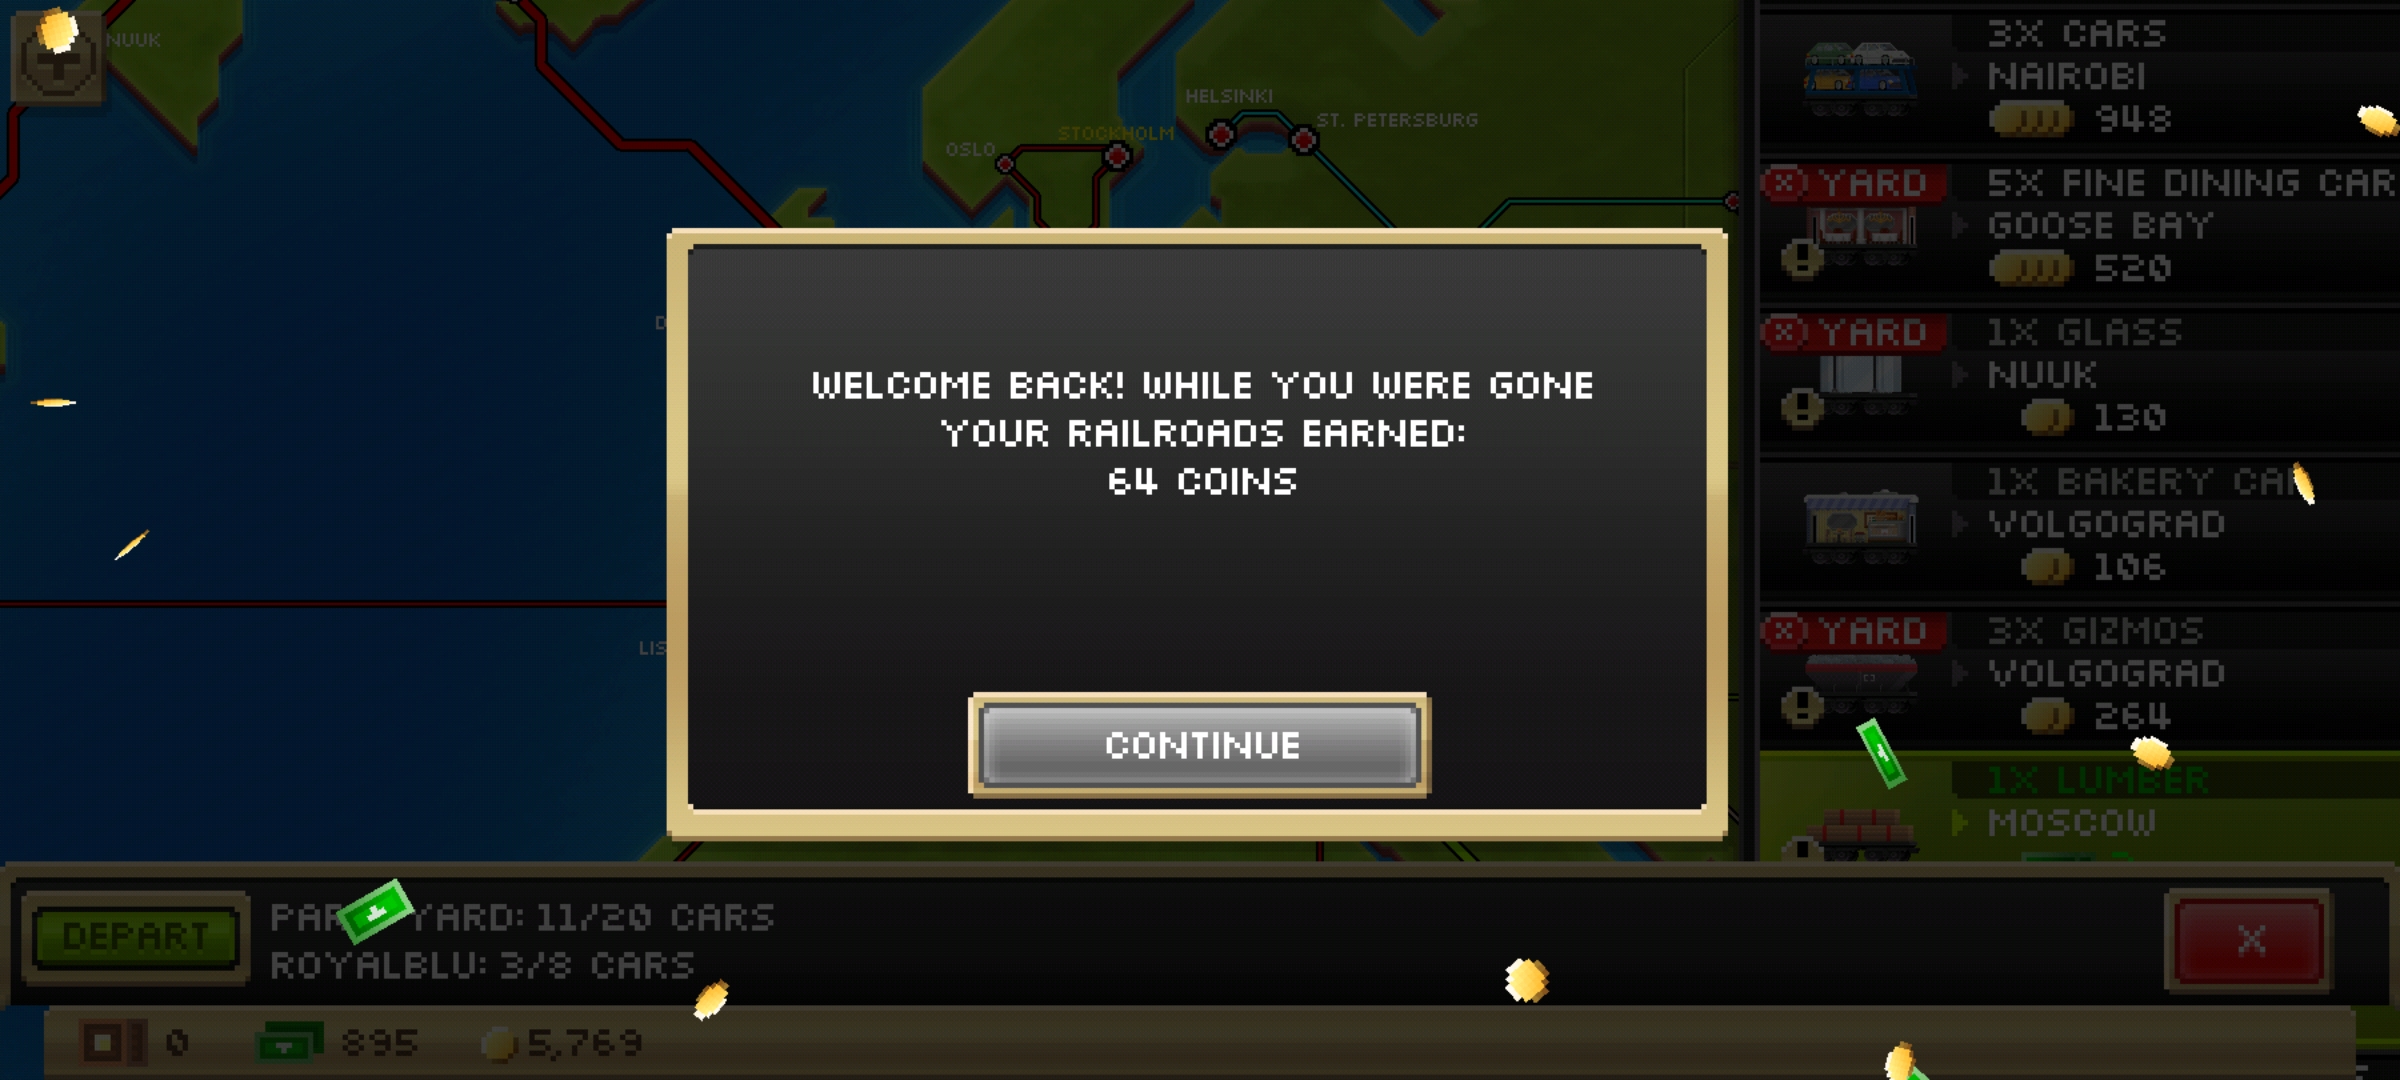 NUUK
HELSINKI
ST. PETERSBURG
STOCKHOLM
OSLO
WELCOME BACK! WHILE YOU WERE GONE
YOUR RAILROADS EARNED:
64 COINS
CONTINUE
3X CARS
NAIROBI
948
YARD
5X FINE DINING CAR
GOOSE BAY
520
YARD
1X GLASS
NUUK
130
1X BAKERY CAR
VOLGOGRAD
106
YARD
3X GIZMOS
VOLGOGRAD
264
1X LUMBER
MOSCOW
DEPART
YARD: 11/20 CARS
ROYALBLU: 3/8 CARS
X
0
895
5,769